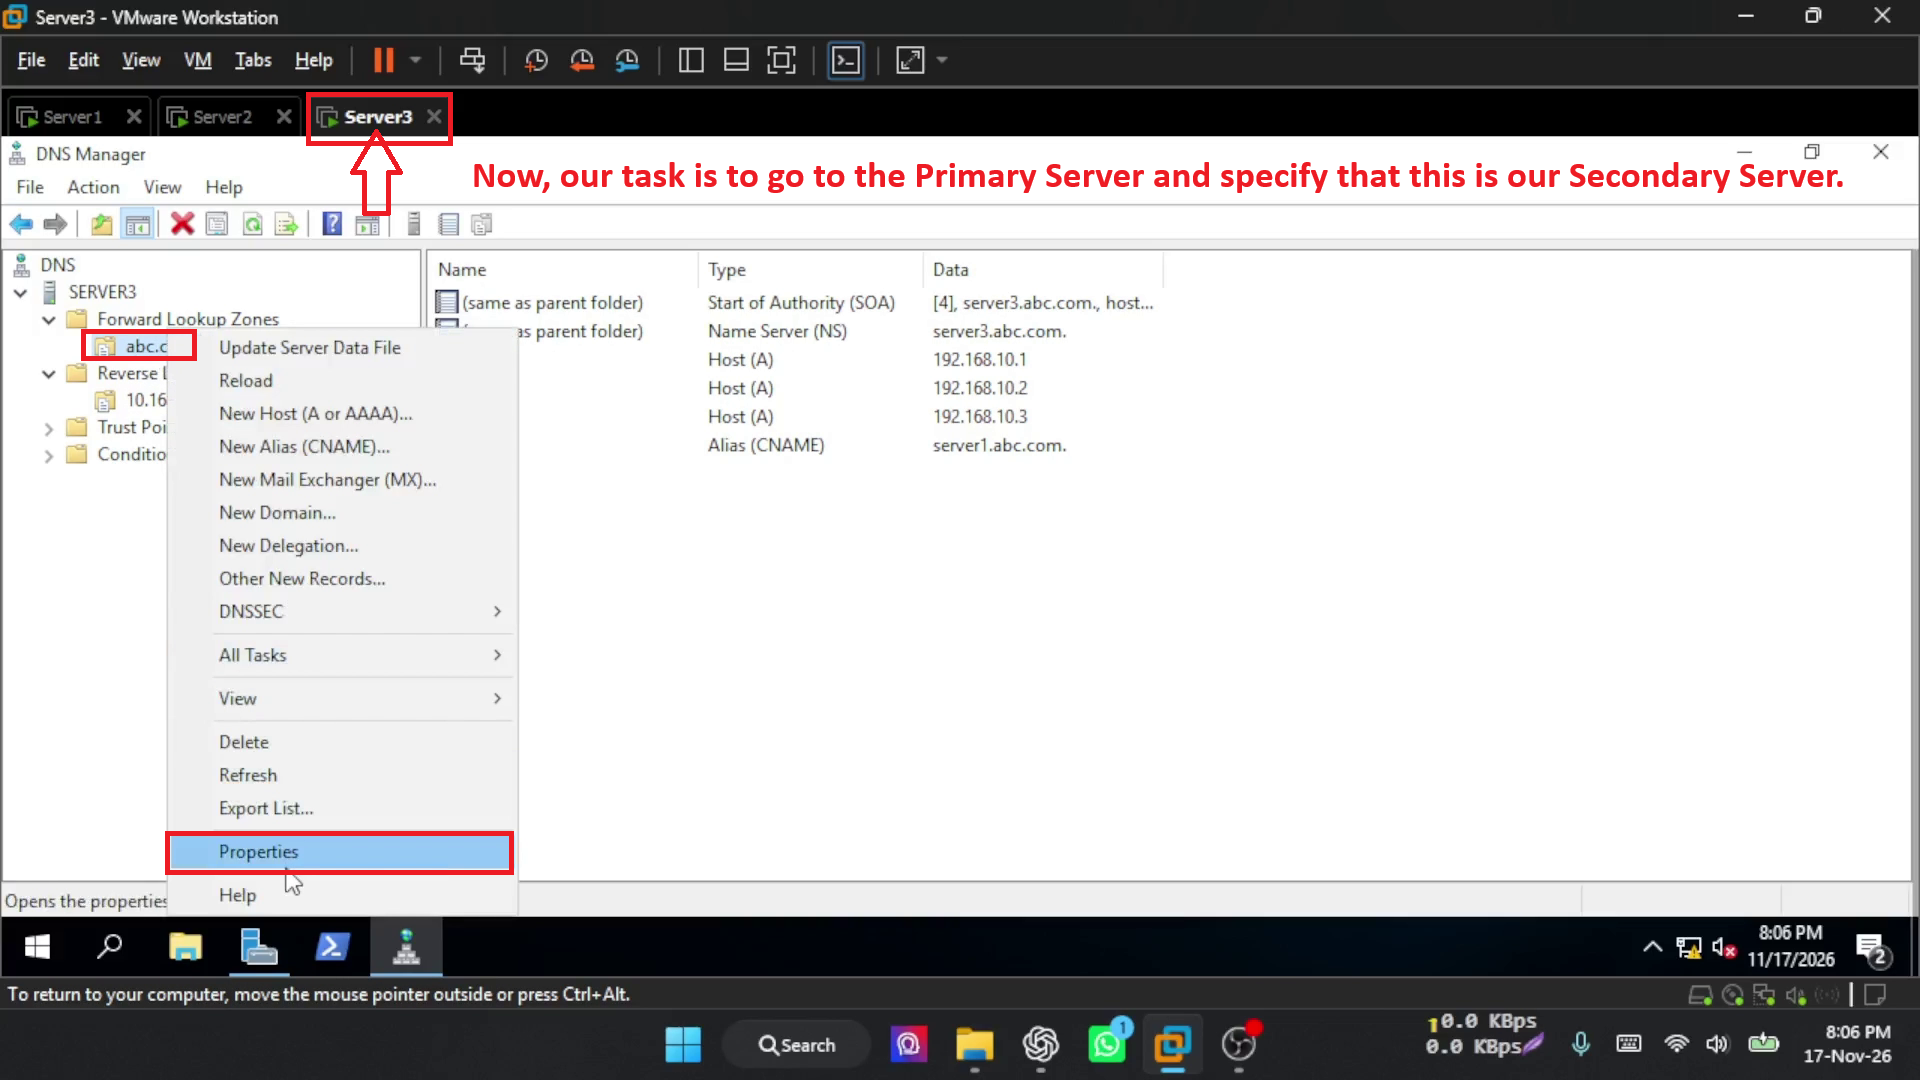 Server3 - VMware Workstation
File Edit View VM Tabs Help
Server1 Server2 Server3
DNS Manager
Now, our task is to go to the Primary Server and specify that this is our Secondary Server.
File Action View Help
DNS
SERVER3
Forward Lookup Zones
abc.c
Reverse L
10.16
Trust Poi
Conditio
Name Type Data
(same as parent folder) Start of Authority (SOA) [4], server3.abc.com., host...
as parent folder) Name Server (NS) server3.abc.com.
Host (A) 192.168.10.1
Host (A) 192.168.10.2
Host (A) 192.168.10.3
Alias (CNAME) server1.abc.com.
Update Server Data File
Reload
New Host (A or AAAA)...
New Alias (CNAME)...
New Mail Exchanger (MX)...
New Domain...
New Delegation...
Other New Records...
DNSSEC
All Tasks
View
Delete
Refresh
Export List...
Properties
Help
Opens the properties
8:06 PM
11/17/2026
2
To return to your computer, move the mouse pointer outside or press Ctrl+Alt.
Search
1
0.0 KBps
0.0 KBps
8:06 PM
17-Nov-26